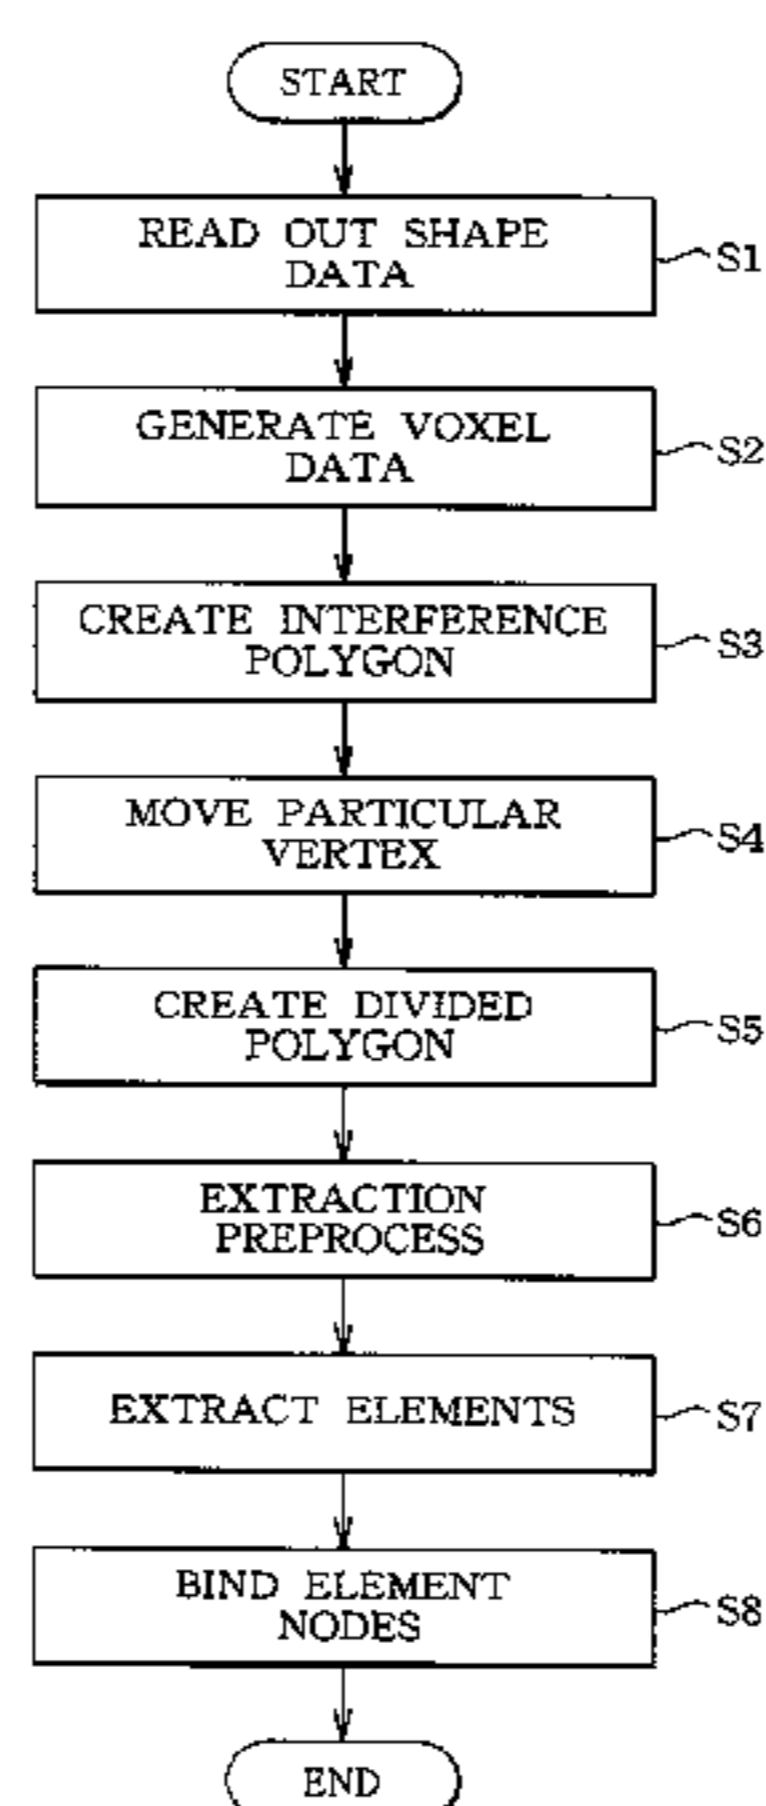 START
READ OUT SHAPE
DATA
S1
GENERATE VOXEL
DATA
S2
CREATE INTERFERENCE
POLYGON
S3
MOVE PARTICULAR
VERTEX
S4
CREATE DIVIDED
POLYGON
S5
EXTRACTION
PREPROCESS
S6
EXTRACT ELEMENTS
S7
BIND ELEMENT
NODES
S8
END